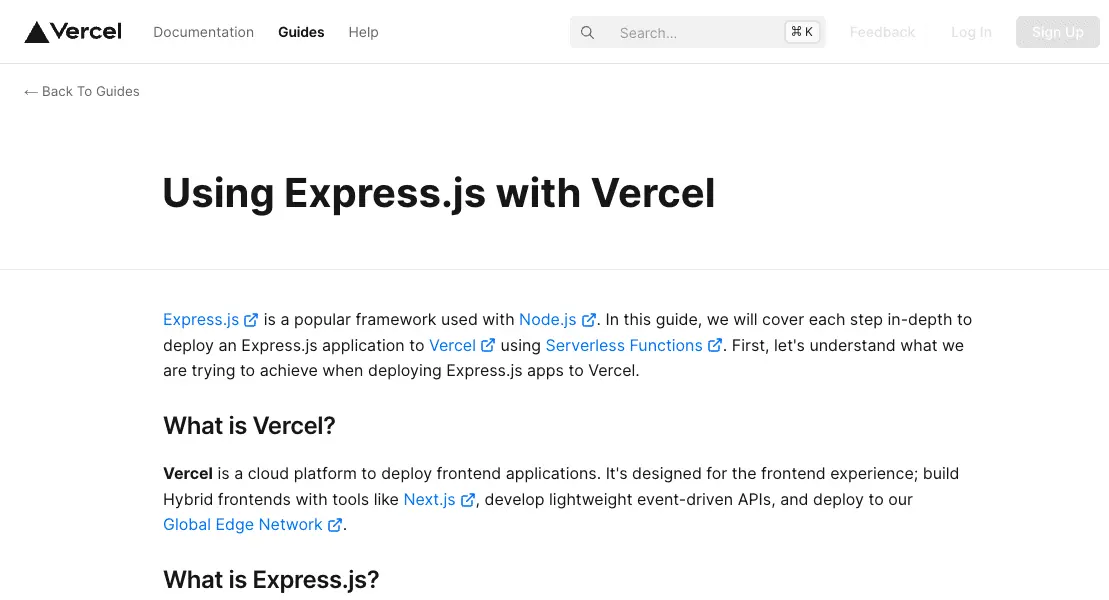 Vercel Documentation Guides Help Search... ⌘ K Feedback Log In Sign Up
← Back To Guides
Using Express.js with Vercel
Express.js is a popular framework used with Node.js. In this guide, we will cover each step in-depth to
deploy an Express.js application to Vercel using Serverless Functions. First, let's understand what we
are trying to achieve when deploying Express.js apps to Vercel.
What is Vercel?
Vercel is a cloud platform to deploy frontend applications. It's designed for the frontend experience; build
Hybrid frontends with tools like Next.js, develop lightweight event-driven APIs, and deploy to our
Global Edge Network.
What is Express.js?